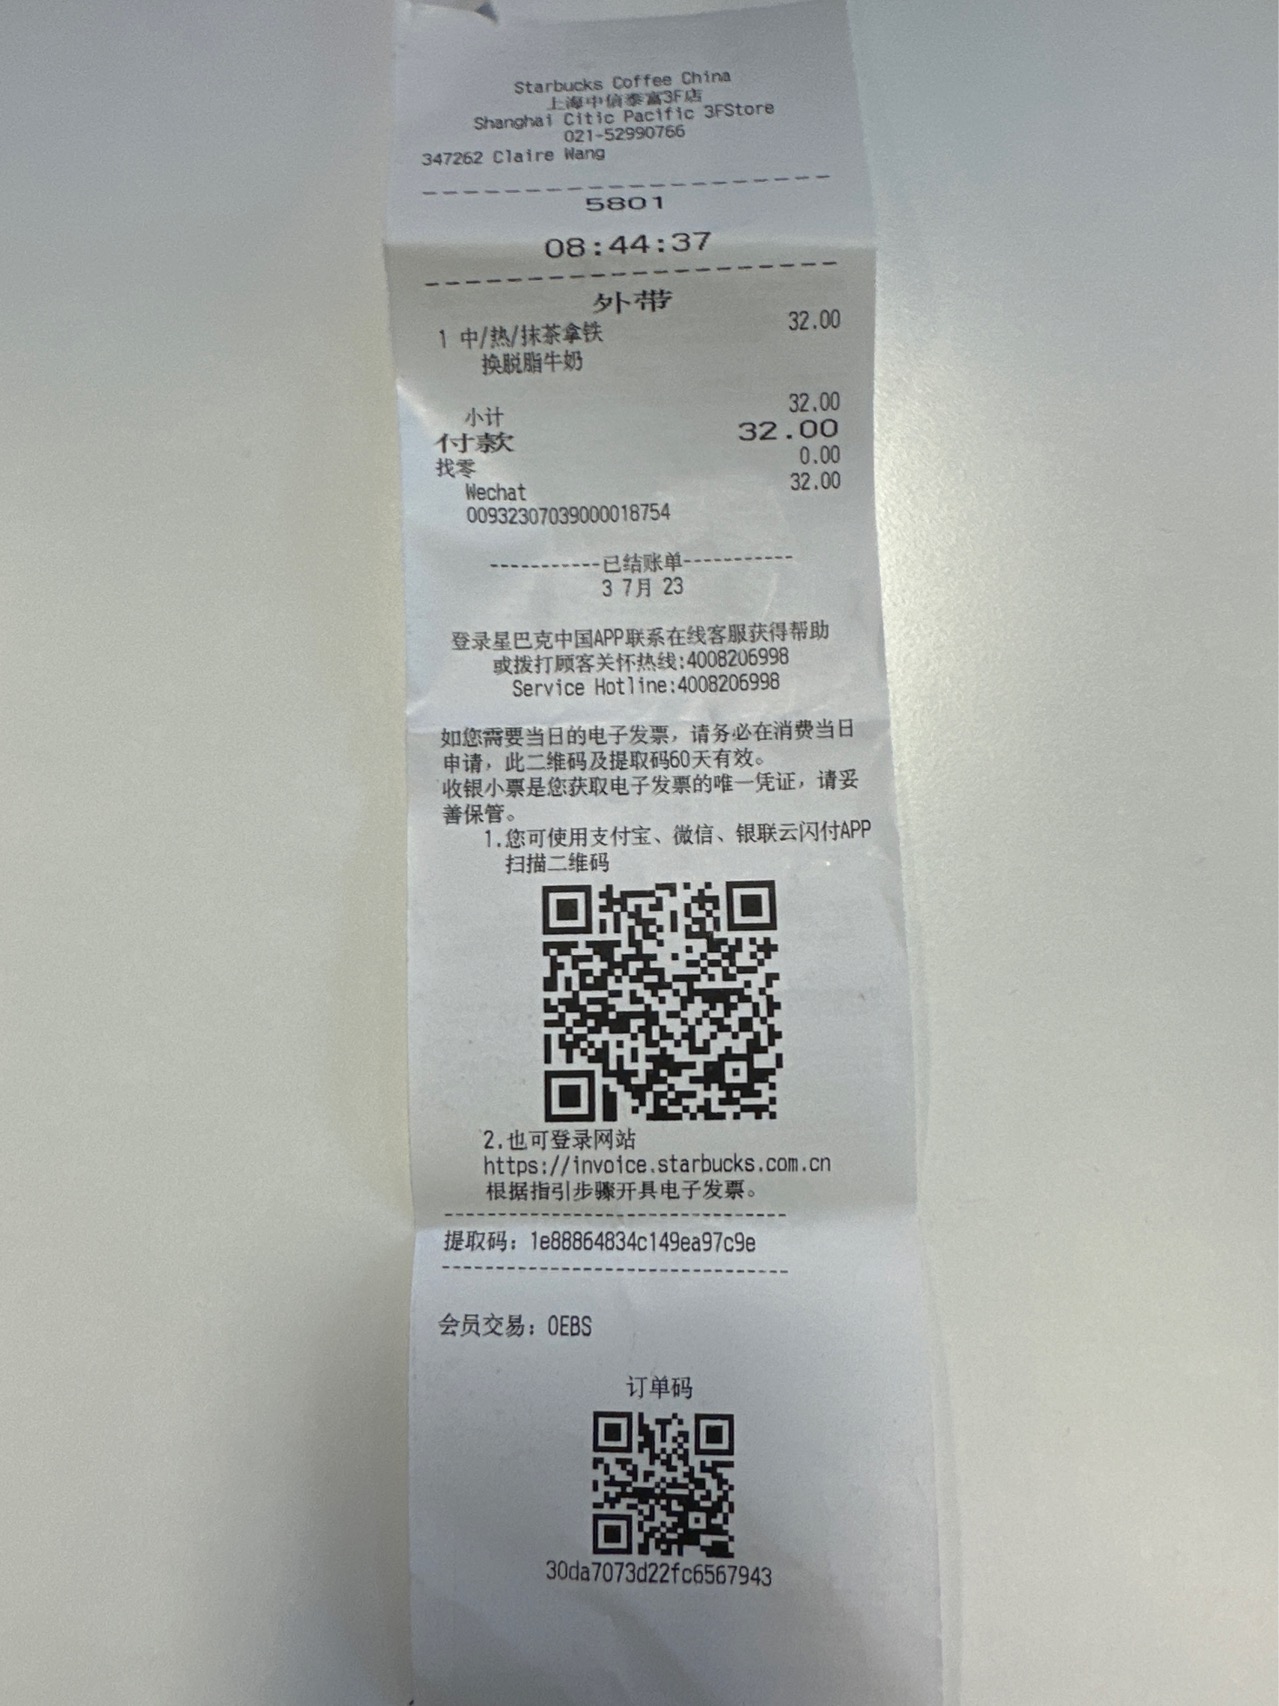 Starbucks Coffee China
上海中信泰富3F店
Shanghai Citic Pacific 3FStore
021-52990766
347262 Claire Wang
------------------------------
5801
08:44:37
------------------------------
外带
1 中/热/抹茶拿铁 32.00
换脱脂牛奶
小计 32.00
付款 32.00
找零 0.00
Wechat 32.00
00932307039000018754
-----------已结账单-----------
3 7月 23
登录星巴克中国APP联系在线客服获得帮助
或拨打顾客关怀热线:4008206998
Service Hotline:4008206998
如您需要当日的电子发票，请务必在消费当日
申请，此二维码及提取码60天有效。
收银小票是您获取电子发票的唯一凭证，请妥
善保管。
1.您可使用支付宝、微信、银联云闪付APP
扫描二维码
2.也可登录网站
https://invoice.starbucks.com.cn
根据指引步骤开具电子发票。
--------------------------------
提取码：1e88864834c149ea97c9e
--------------------------------
会员交易：OEBS
订单码
30da7073d22fc6567943